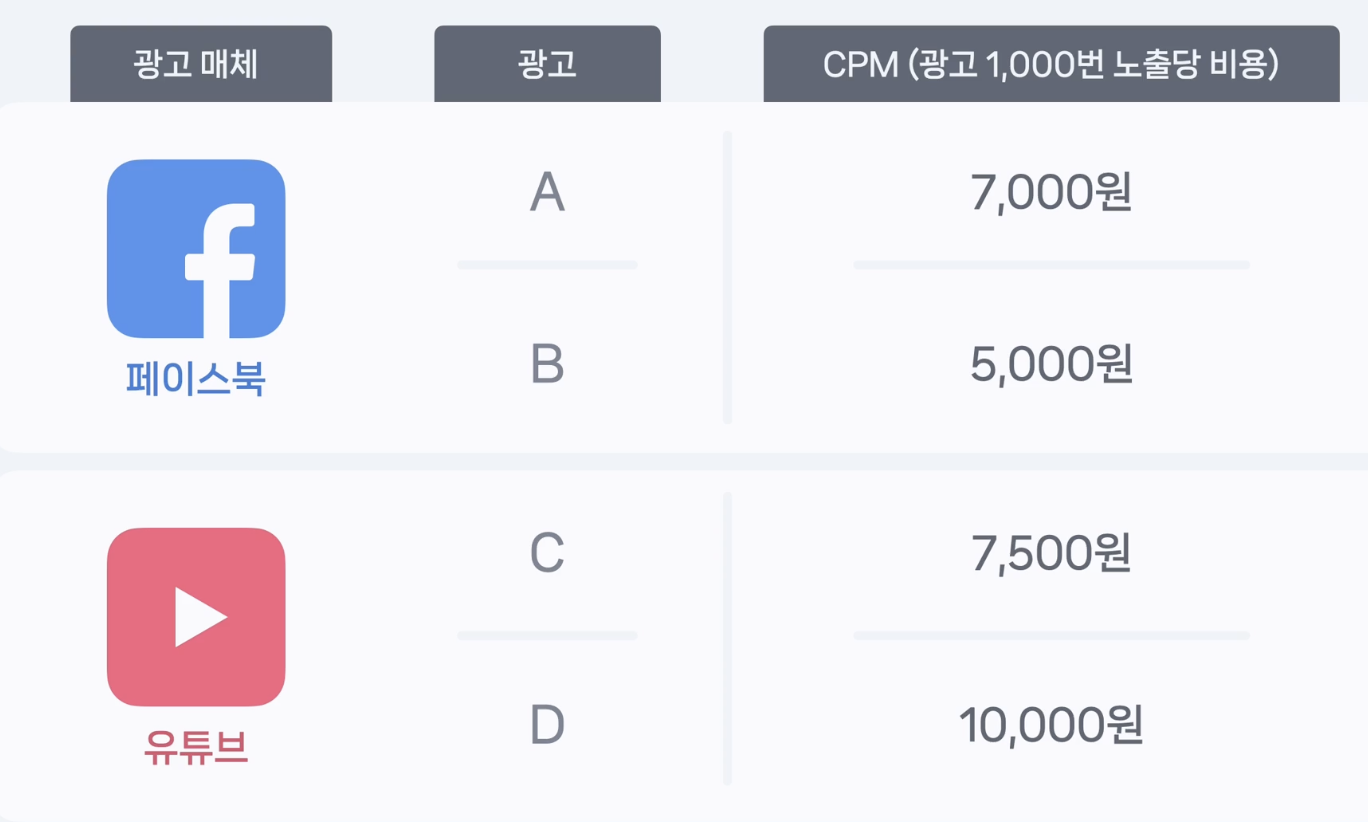 광고 매체
광고
CPM (광고 1,000번 노출당 비용)
페이스북
A
7,000원
B
5,000원
유튜브
C
7,500원
D
10,000원